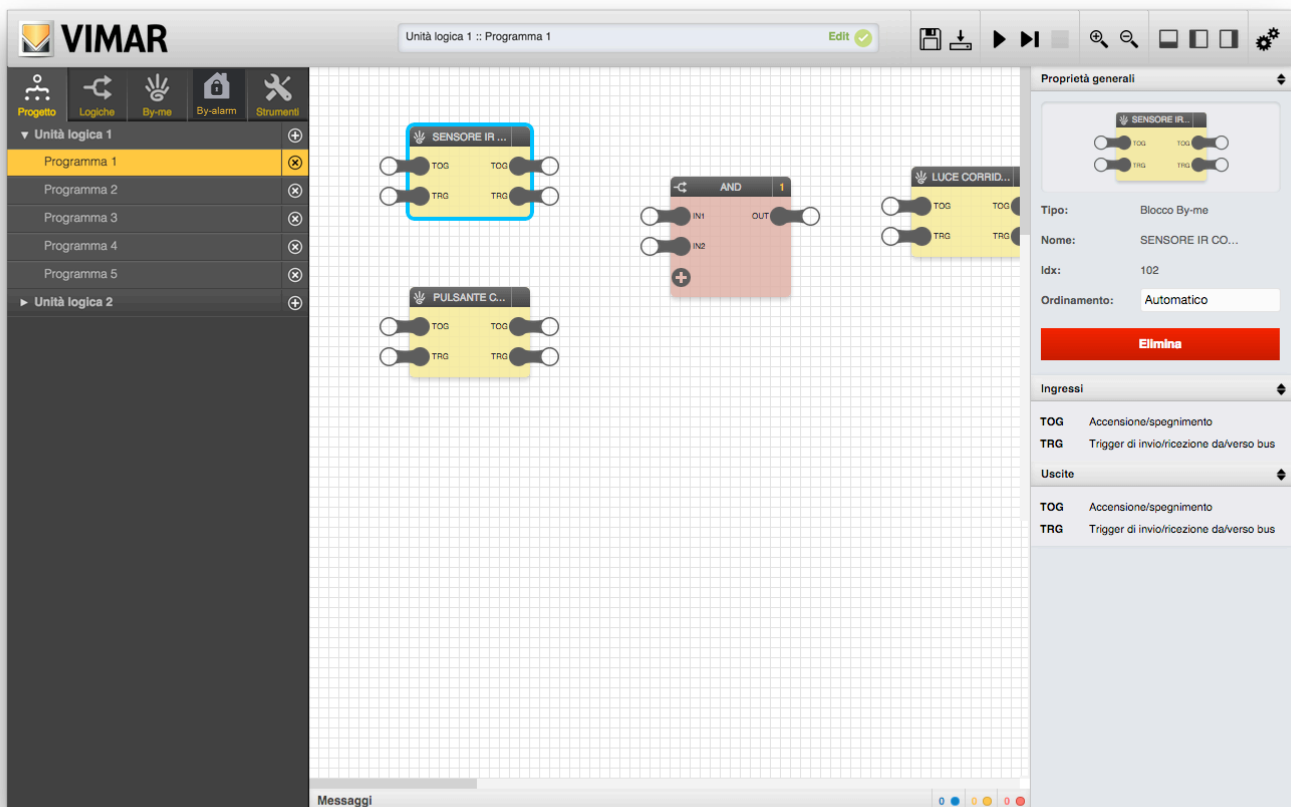 VIMAR
Unità logica 1 :: Programma 1
Edit
Progetto
Logiche
By-me
By-alarm
Strumenti
Unità logica 1
Programma 1
Programma 2
Programma 3
Programma 4
Programma 5
Unità logica 2
SENSORE IR ...
TOG TOG
TRG TRG
PULSANTE C...
TOG TOG
TRG TRG
AND 1
IN1 OUT
IN2
LUCE CORRID...
TOG TOG
TRG TRG
Proprietà generali
SENSORE IR...
TOG TOG
TRG TRG
Tipo: Blocco By-me
Nome: SENSORE IR CO...
Idx: 102
Ordinamento: Automatico
Elimina
Ingressi
TOG Accensione/spegnimento
TRG Trigger di invio/ricezione da/verso bus
Uscite
TOG Accensione/spegnimento
TRG Trigger di invio/ricezione da/verso bus
Messaggi
0 0 0